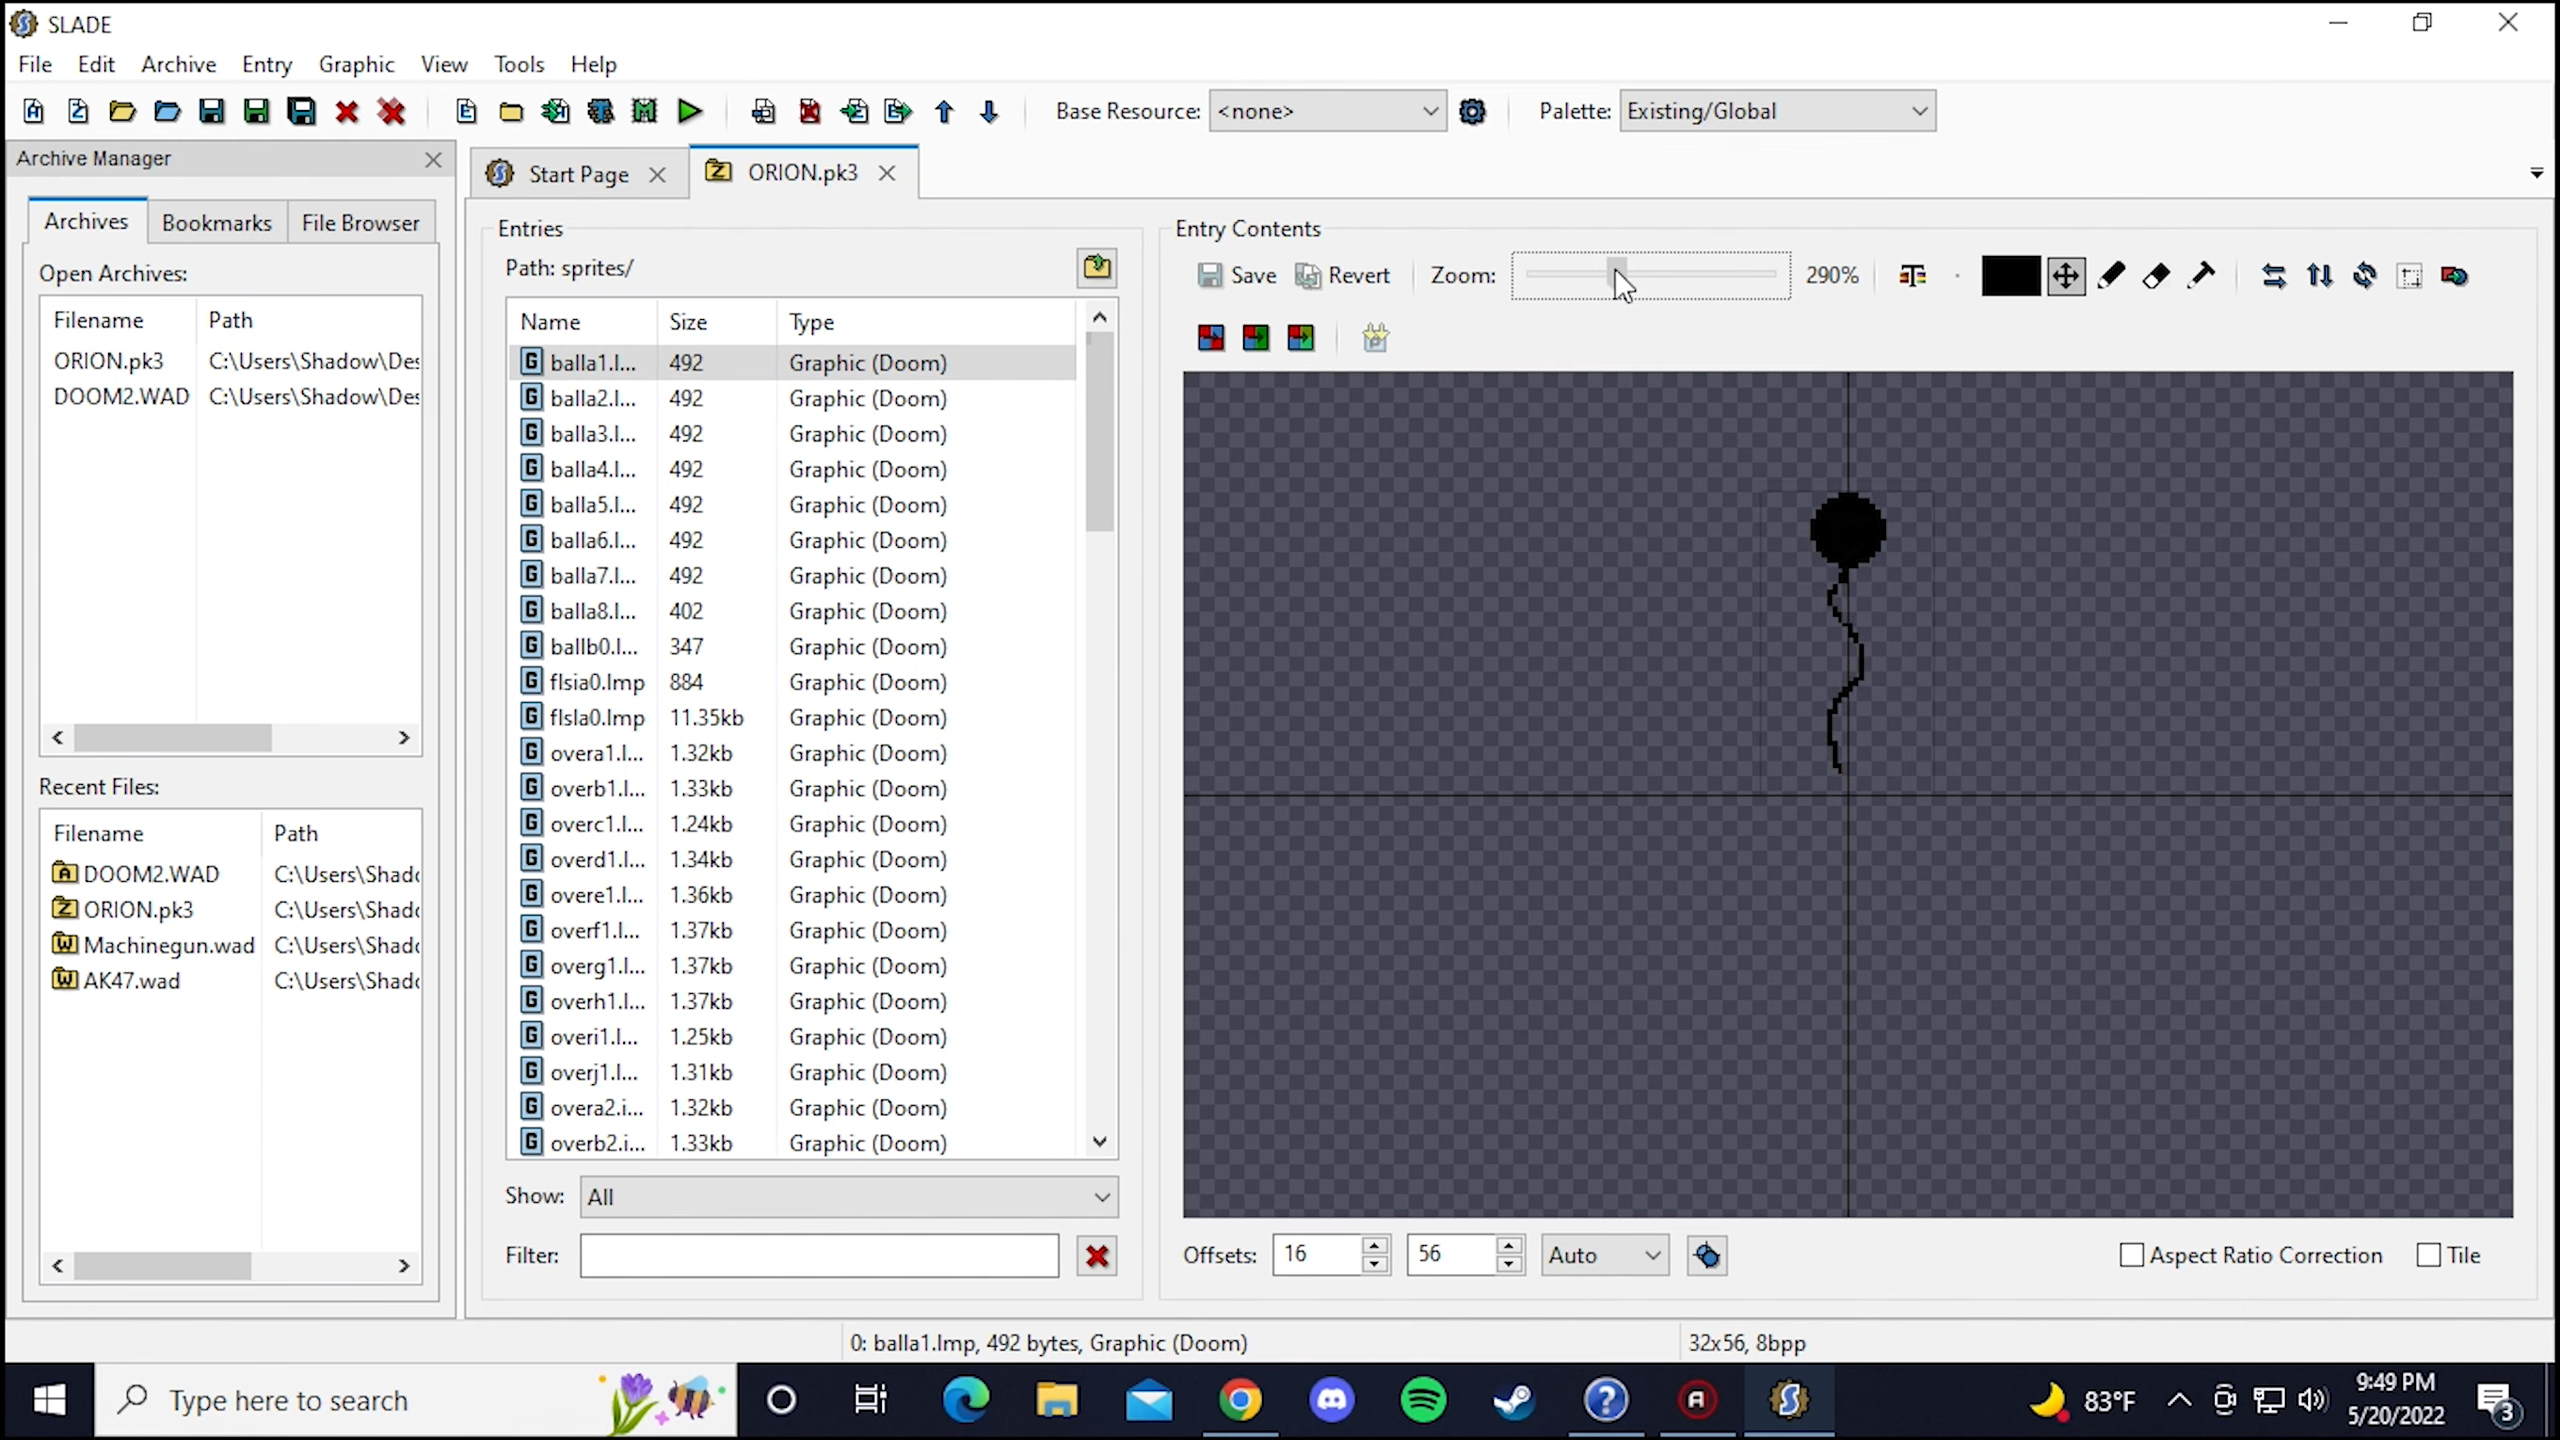 SLADE
File Edit Archive Entry Graphic View Tools Help
Base Resource: <none> Palette: Existing/Global
Archive Manager
Start Page ORION.pk3
Archives Bookmarks File Browser
Open Archives:
Filename Path
ORION.pk3 C:\Users\Shadow\Des
DOOM2.WAD C:\Users\Shadow\Des
Recent Files:
Filename Path
DOOM2.WAD C:\Users\Shado
ORION.pk3 C:\Users\Shado
Machinegun.wad C:\Users\Shado
AK47.wad C:\Users\Shado
Entries
Path: sprites/
Name Size Type
balla1.l... 492 Graphic (Doom)
balla2.l... 492 Graphic (Doom)
balla3.l... 492 Graphic (Doom)
balla4.l... 492 Graphic (Doom)
balla5.l... 492 Graphic (Doom)
balla6.l... 492 Graphic (Doom)
balla7.l... 492 Graphic (Doom)
balla8.l... 402 Graphic (Doom)
ballb0.l... 347 Graphic (Doom)
flsia0.lmp 884 Graphic (Doom)
flsla0.lmp 11.35kb Graphic (Doom)
overa1.l... 1.32kb Graphic (Doom)
overb1.l... 1.33kb Graphic (Doom)
overc1.l... 1.24kb Graphic (Doom)
overd1.l... 1.34kb Graphic (Doom)
overe1.l... 1.36kb Graphic (Doom)
overf1.l... 1.37kb Graphic (Doom)
overg1.l... 1.37kb Graphic (Doom)
overh1.l... 1.37kb Graphic (Doom)
overi1.l... 1.25kb Graphic (Doom)
overj1.l... 1.31kb Graphic (Doom)
overa2.i... 1.32kb Graphic (Doom)
overb2.i... 1.33kb Graphic (Doom)
Show: All
Filter:
Entry Contents
Save Revert Zoom: 290%
Offsets: 16 56 Auto Aspect Ratio Correction Tile
0: balla1.lmp, 492 bytes, Graphic (Doom) 32x56, 8bpp
Type here to search
83°F
9:49 PM
5/20/2022
3